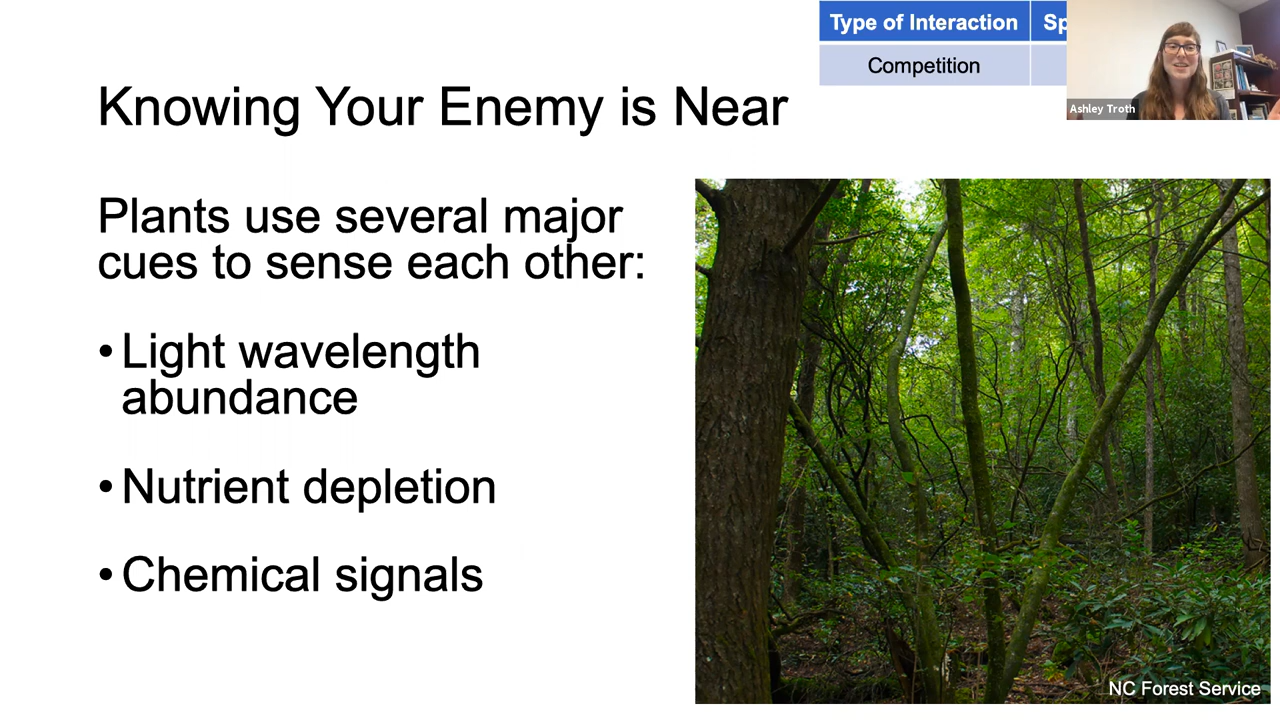 Type of Interaction Sp
Competition
Ashley Troth
Knowing Your Enemy is Near
Plants use several major
cues to sense each other:
• Light wavelength
abundance
• Nutrient depletion
• Chemical signals
NC Forest Service